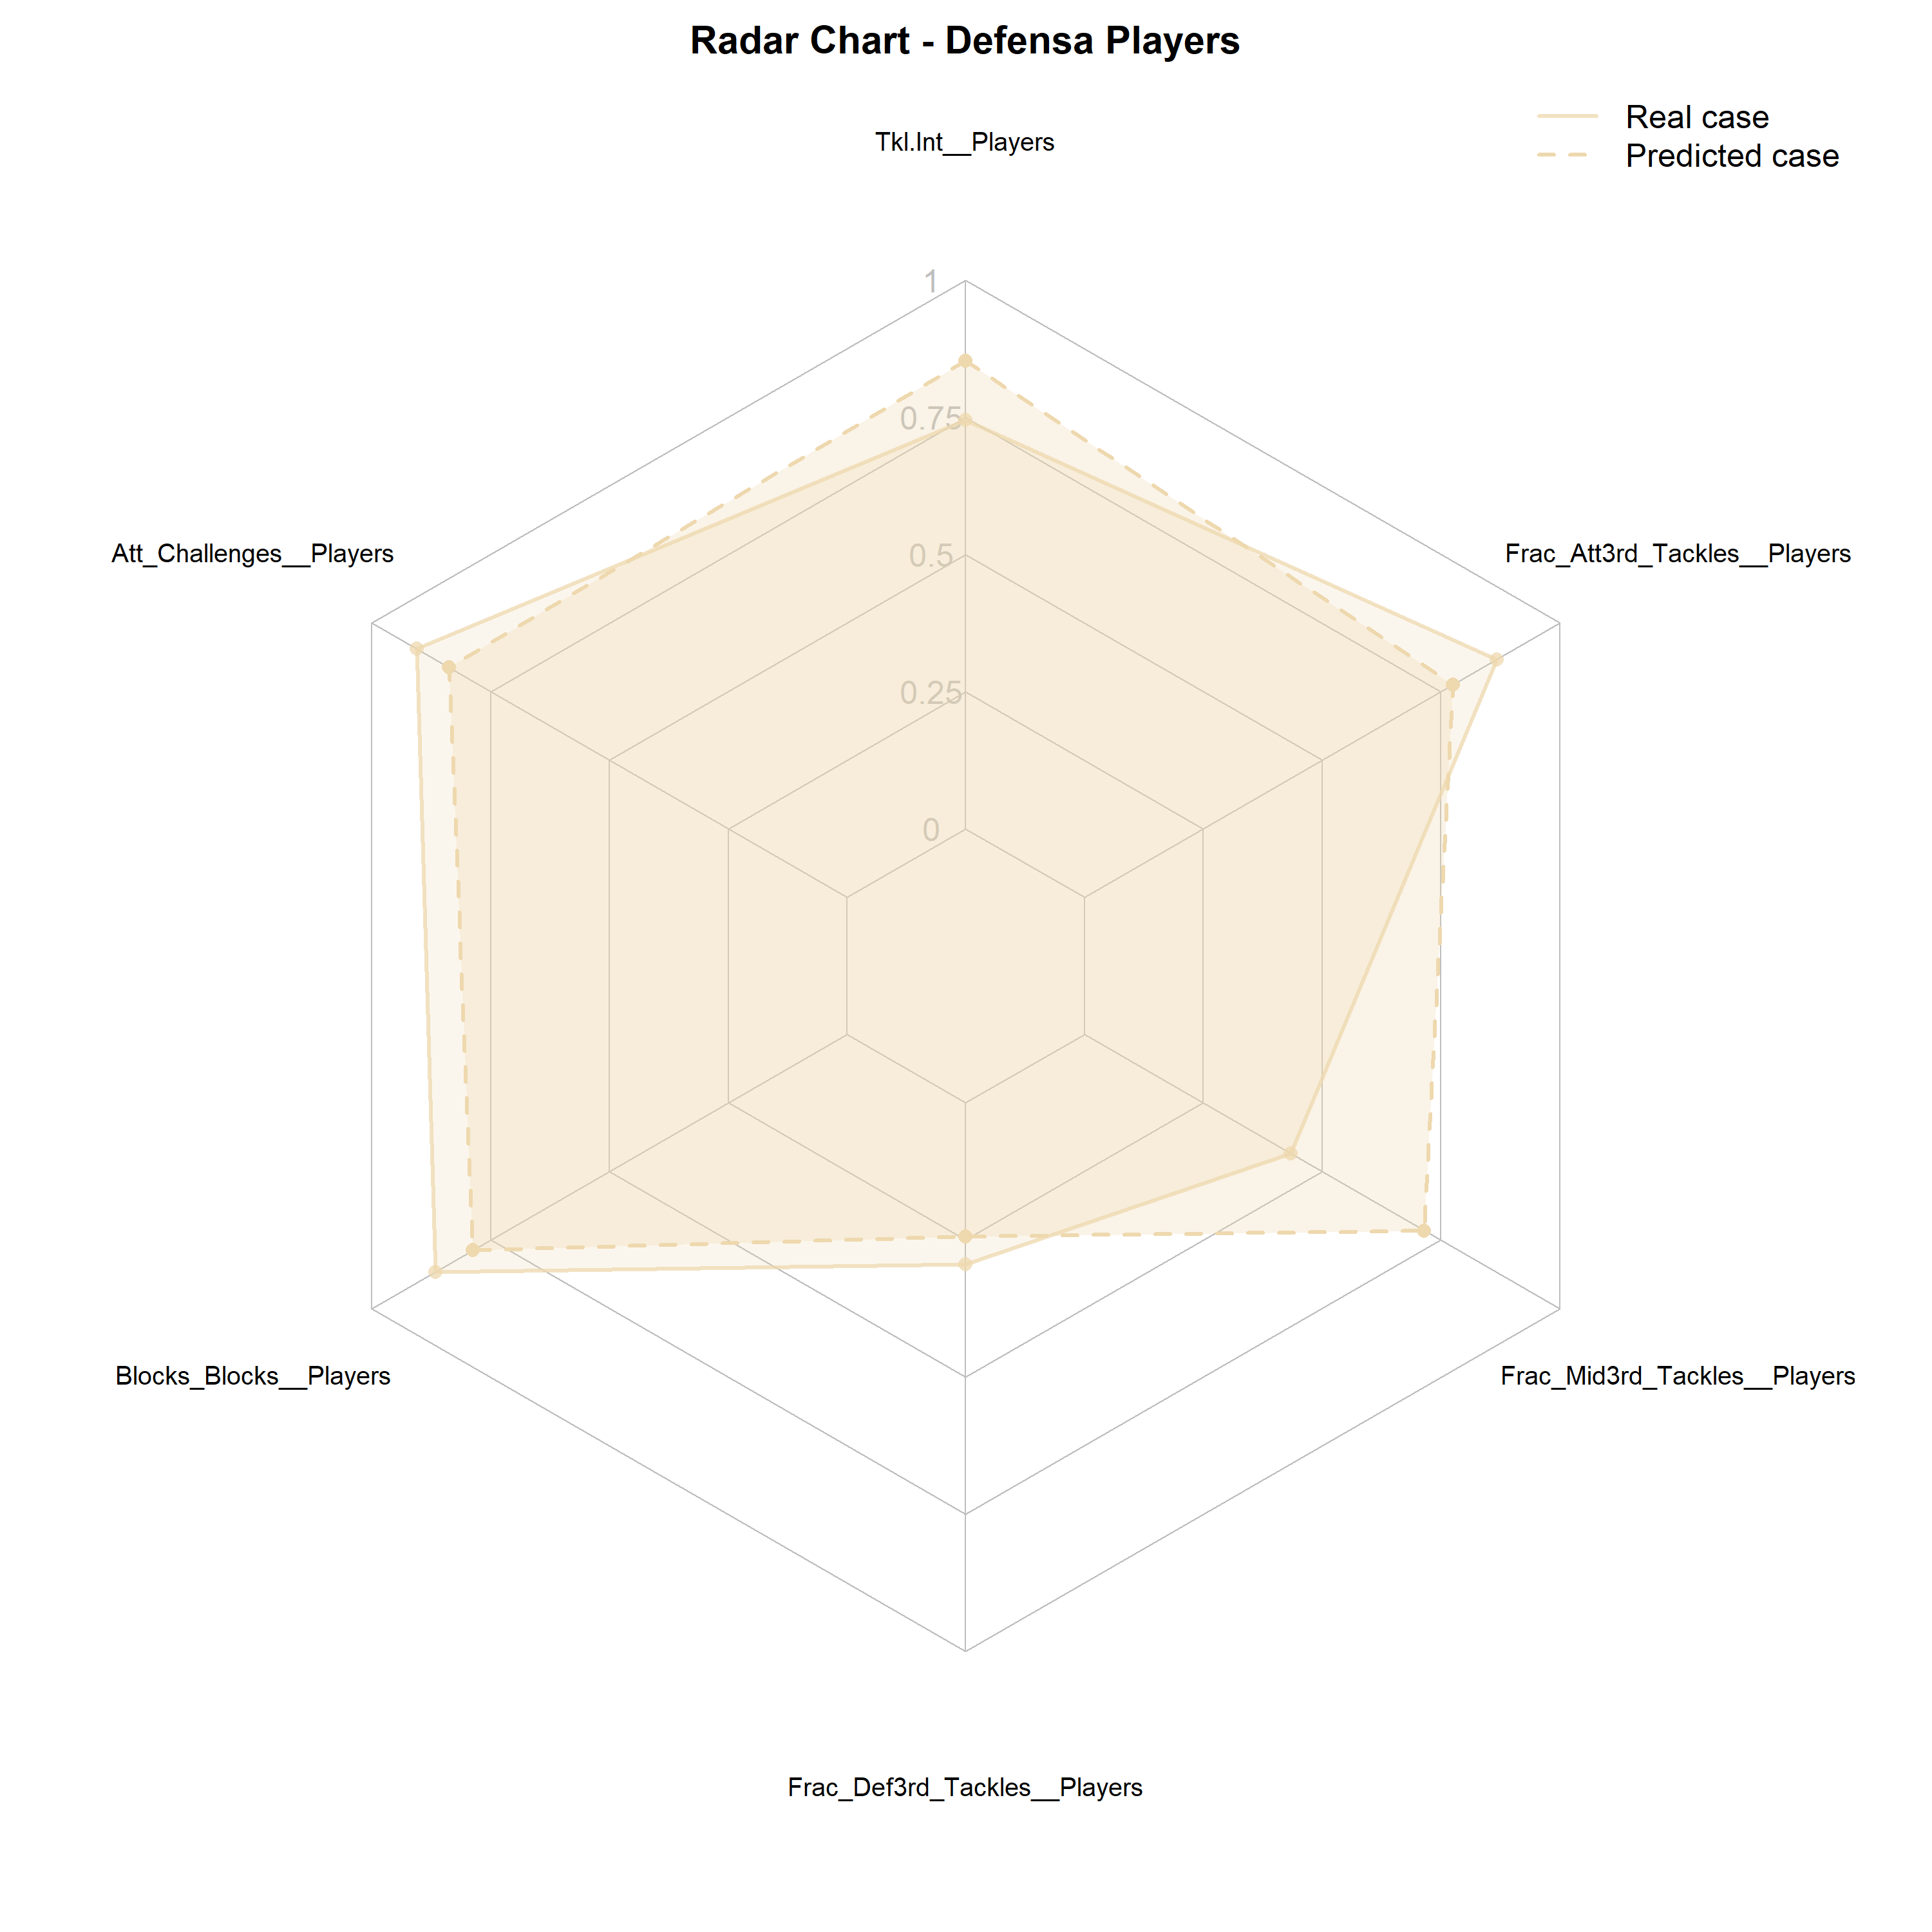 Radar Chart - Defensa Players
Real case
Predicted case
Tkl.Int__Players
1
0.75
0.5
0.25
0
Att_Challenges__Players
Frac_Att3rd_Tackles__Players
Blocks_Blocks__Players
Frac_Mid3rd_Tackles__Players
Frac_Def3rd_Tackles__Players